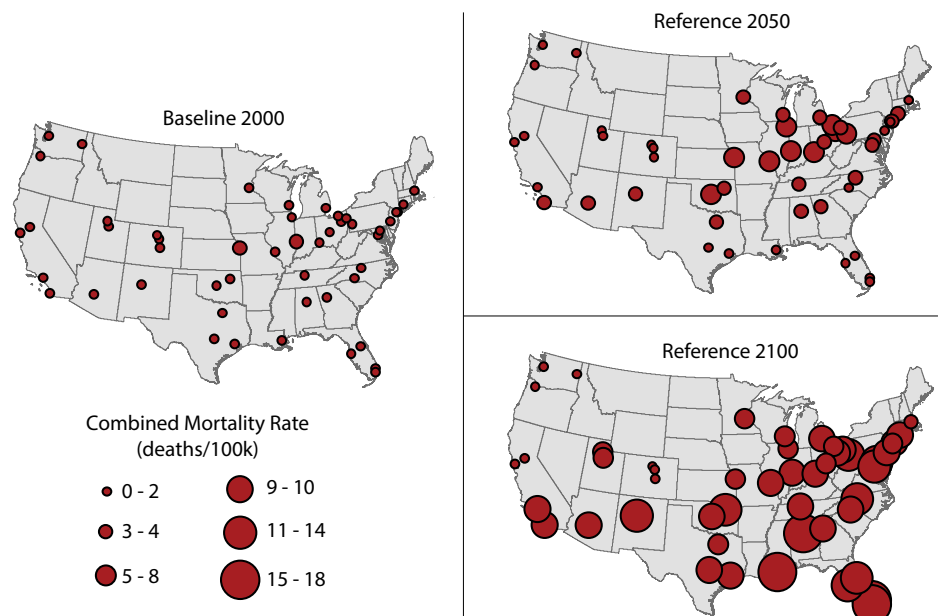 Reference 2050
Baseline 2000
Reference 2100
Combined Mortality Rate
(deaths/100k)
0 - 2
3 - 4
5 - 8
9 - 10
11 - 14
15 - 18